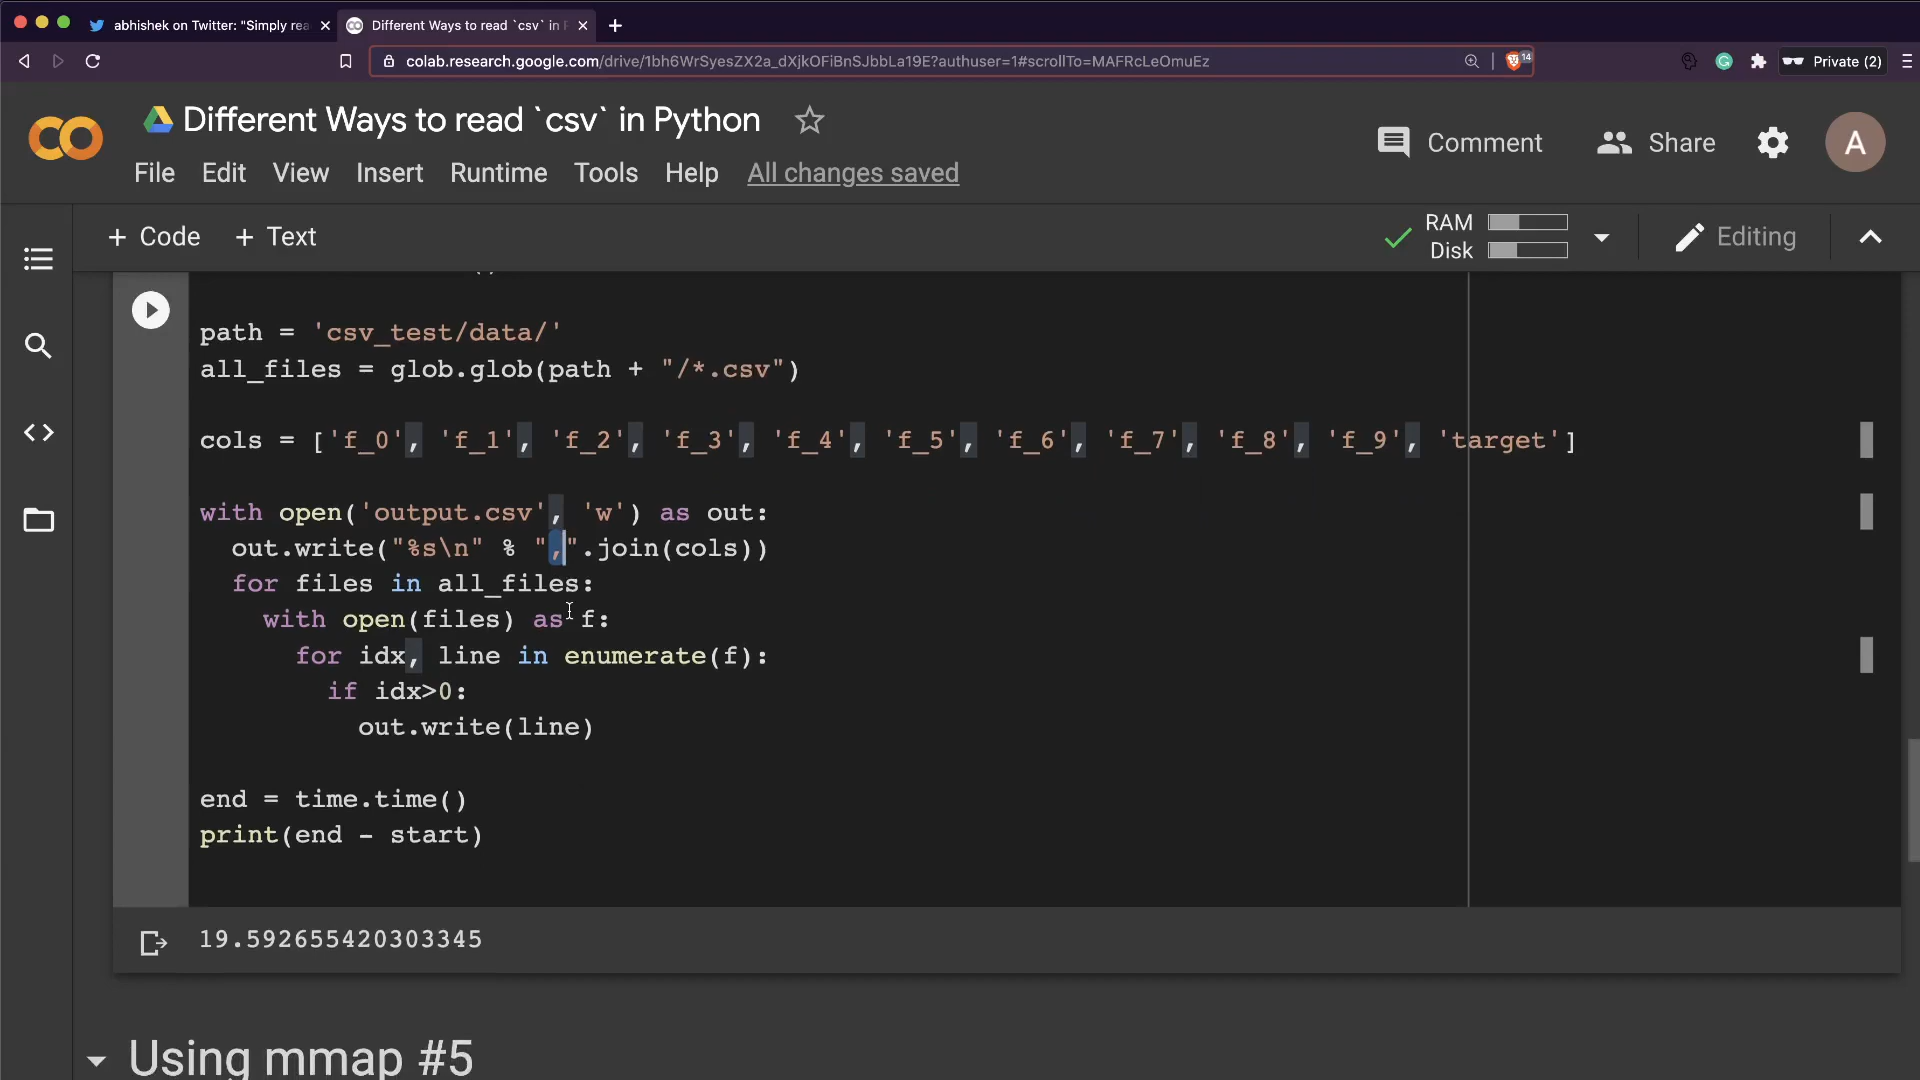 abhishek on Twitter: "Simply rea
Different Ways to read `csv` in P
colab.research.google.com/drive/1bh6WrSyesZX2a_dXjkOFiBnSJbbLa19E?authuser=1#scrollTo=MAFRcLeOmuEz
14
Private (2)
Different Ways to read `csv` in Python
Comment
Share
A
File Edit View Insert Runtime Tools Help All changes saved
+ Code + Text
RAM
Disk
Editing
path = 'csv_test/data/'
all_files = glob.glob(path + "/*.csv")
cols = ['f_0', 'f_1', 'f_2', 'f_3', 'f_4', 'f_5', 'f_6', 'f_7', 'f_8', 'f_9', 'target']
with open('output.csv', 'w') as out:
out.write("%s\n" % ",".join(cols))
for files in all_files:
with open(files) as f:
for idx, line in enumerate(f):
if idx>0:
out.write(line)
end = time.time()
print(end - start)
19.592655420303345
Using mmap #5